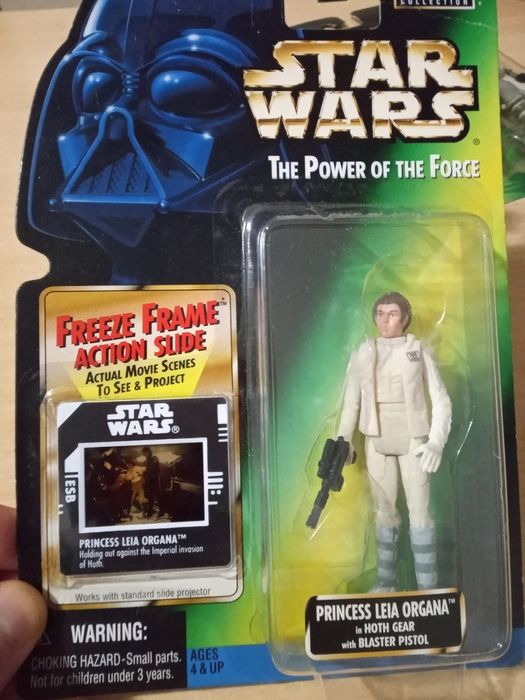 COLLECTION
STAR
WARS®
THE POWER OF THE FORCE
FREEZE FRAME™
ACTION SLIDE
ACTUAL MOVIE SCENES
TO SEE & PROJECT
STAR
WARS®
ESB
PRINCESS LEIA ORGANA™
Holding out against the Imperial invasion
of Hoth.
Works with standard slide projector
PRINCESS LEIA ORGANA™
in HOTH GEAR
with BLASTER PISTOL
WARNING:
CHOKING HAZARD-Small parts.
Not for children under 3 years.
AGES
4 & UP